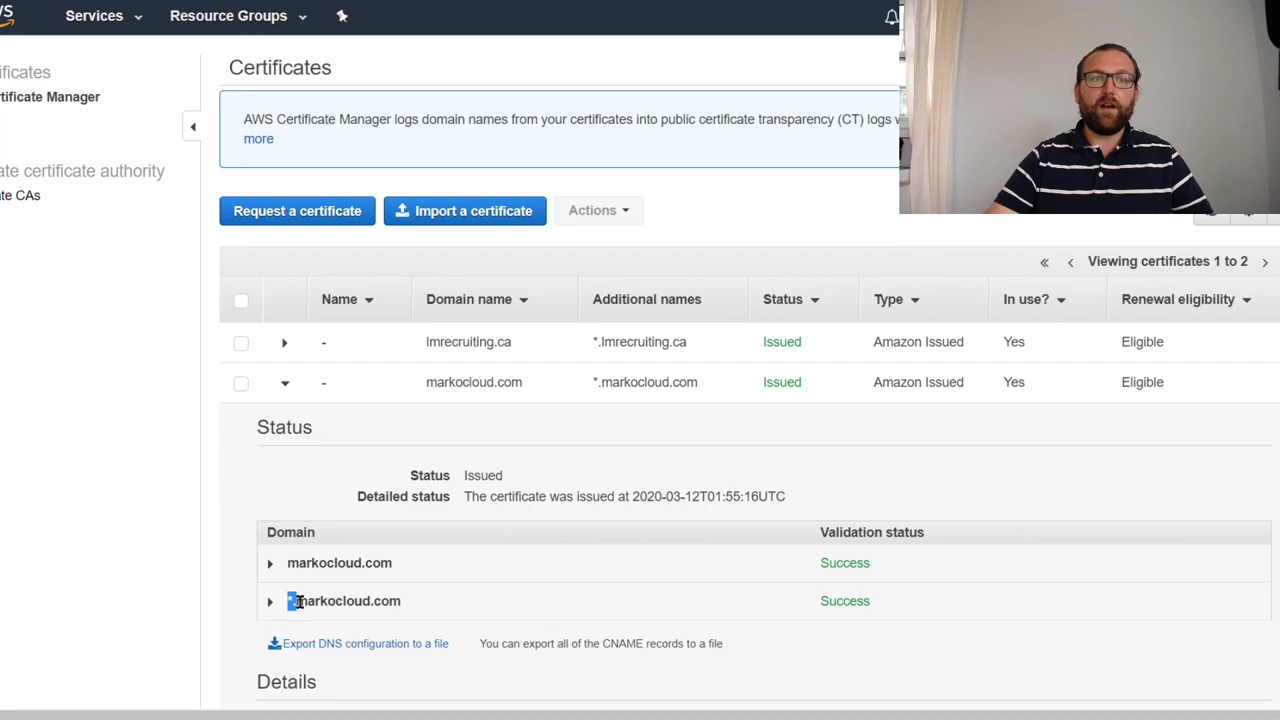 WS Services Resource Groups
ificates
rtificate Manager
ate certificate authority
te CAs
Certificates
AWS Certificate Manager logs domain names from your certificates into public certificate transparency (CT) logs
more
Request a certificate Import a certificate Actions
« ‹ Viewing certificates 1 to 2 ›
Name Domain name Additional names Status Type In use? Renewal eligibility
- lmrecruiting.ca *.lmrecruiting.ca Issued Amazon Issued Yes Eligible
- markocloud.com *.markocloud.com Issued Amazon Issued Yes Eligible
Status
Status Issued
Detailed status The certificate was issued at 2020-03-12T01:55:16UTC
Domain Validation status
markocloud.com Success
*.markocloud.com Success
Export DNS configuration to a file You can export all of the CNAME records to a file
Details